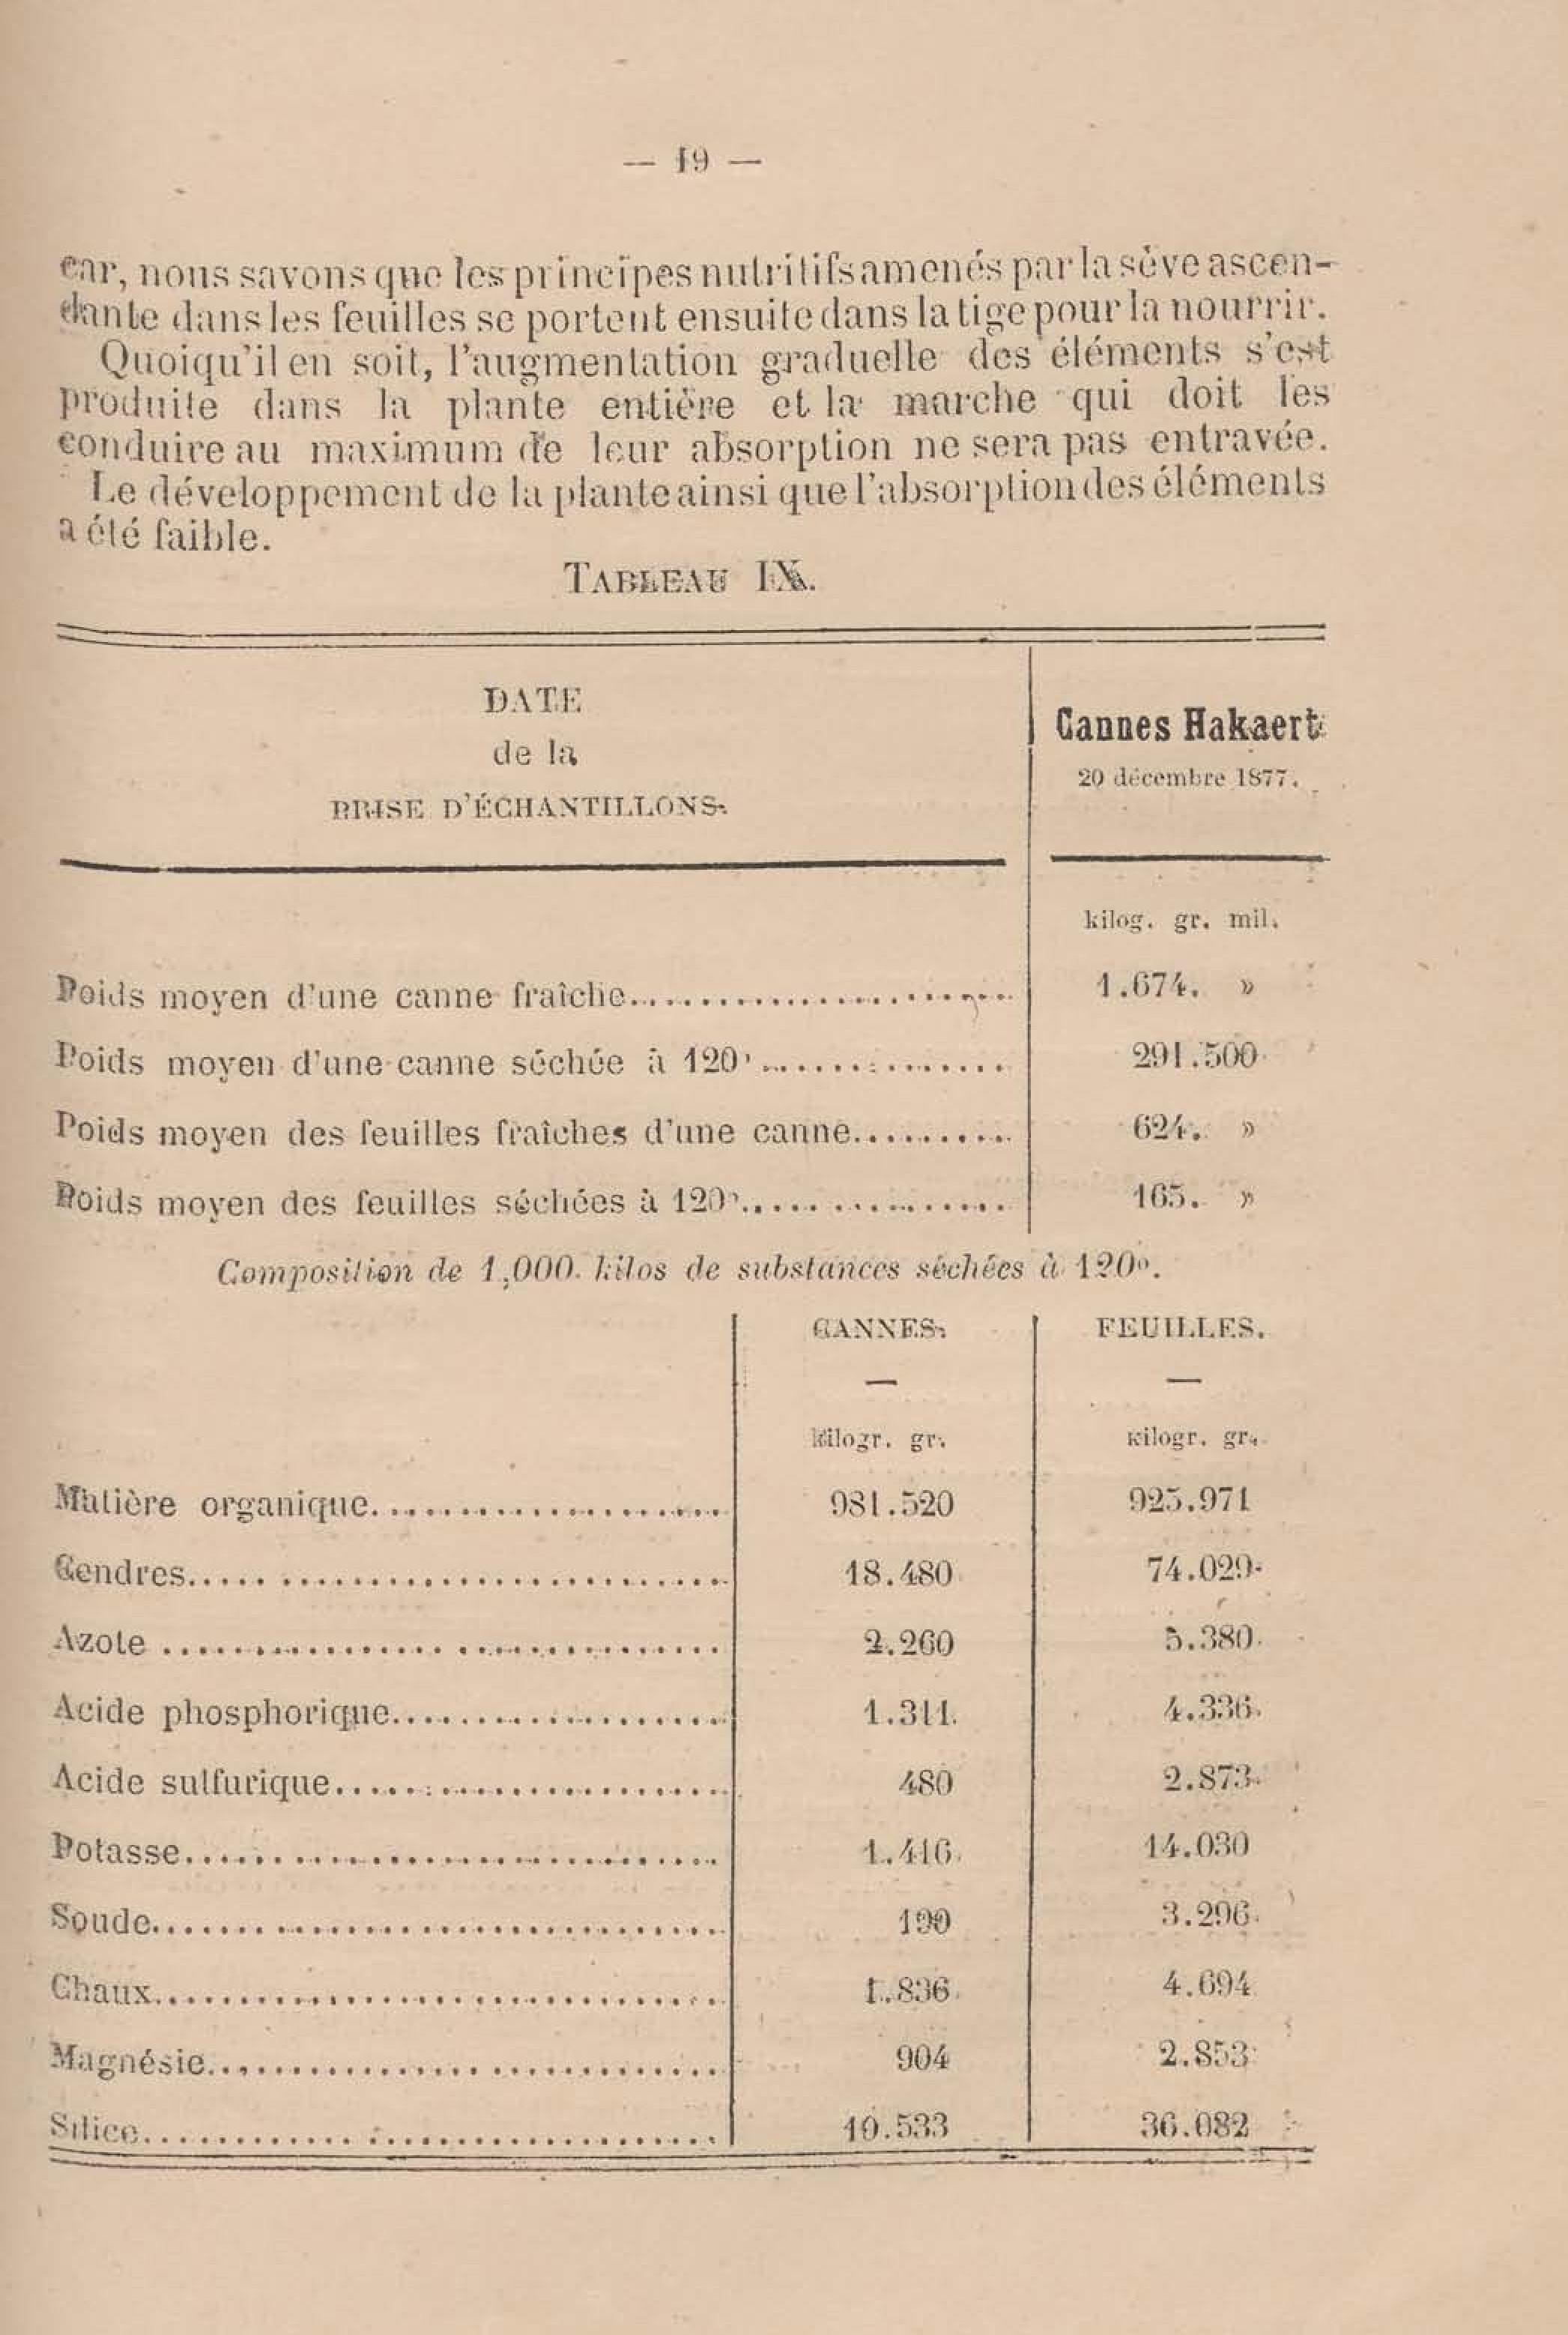 — 19 —
car, nous savons que les principes nutritifs amenés par la sève ascen-
dante dans les feuilles se portent ensuite dans la tige pour la nourrir.
Quoiqu'il en soit, l'augmentation graduelle des éléments s'est
produite dans la plante entière et la marche qui doit les
conduire au maximum de leur absorption ne sera pas entravée.
Le développement de la plante ainsi que l'absorption des éléments
a été faible.
TABLEAU IX.
DATE
de la
PRISE D'ÉCHANTILLONS.
Cannes Hakaert
20 décembre 1877.
kilog. gr. mil.
Poids moyen d'une canne fraîche........................ 1.674. »
Poids moyen d'une canne séchée à 120°............... 291.500
Poids moyen des feuilles fraîches d'une canne.......... 624. »
Poids moyen des feuilles séchées à 120°................ 165. »
Composition de 1,000 kilos de substances séchées à 120°.
CANNES. FEUILLES.
— —
kilogr. gr. kilogr. gr.
Matière organique..................... 981.520 925.971
Cendres............................... 18.480 74.029
Azote ................................ 2.260 5.380
Acide phosphorique.................... 1.311 4.336
Acide sulfurique...................... 480 2.873
Potasse............................... 1.416 14.030
Soude................................. 190 3.296
Chaux................................. 1.836 4.694
Magnésie.............................. 904 2.853
Silice................................ 10.533 36.082